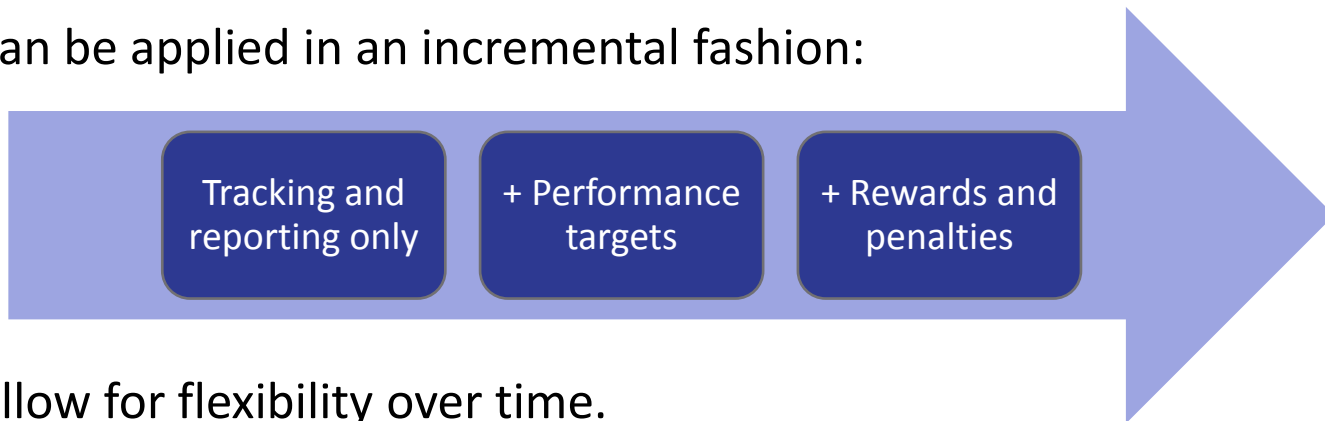 an be applied in an incremental fashion:
Tracking and
reporting only
+ Performance
targets
+ Rewards and
penalties
llow for flexibility over time.